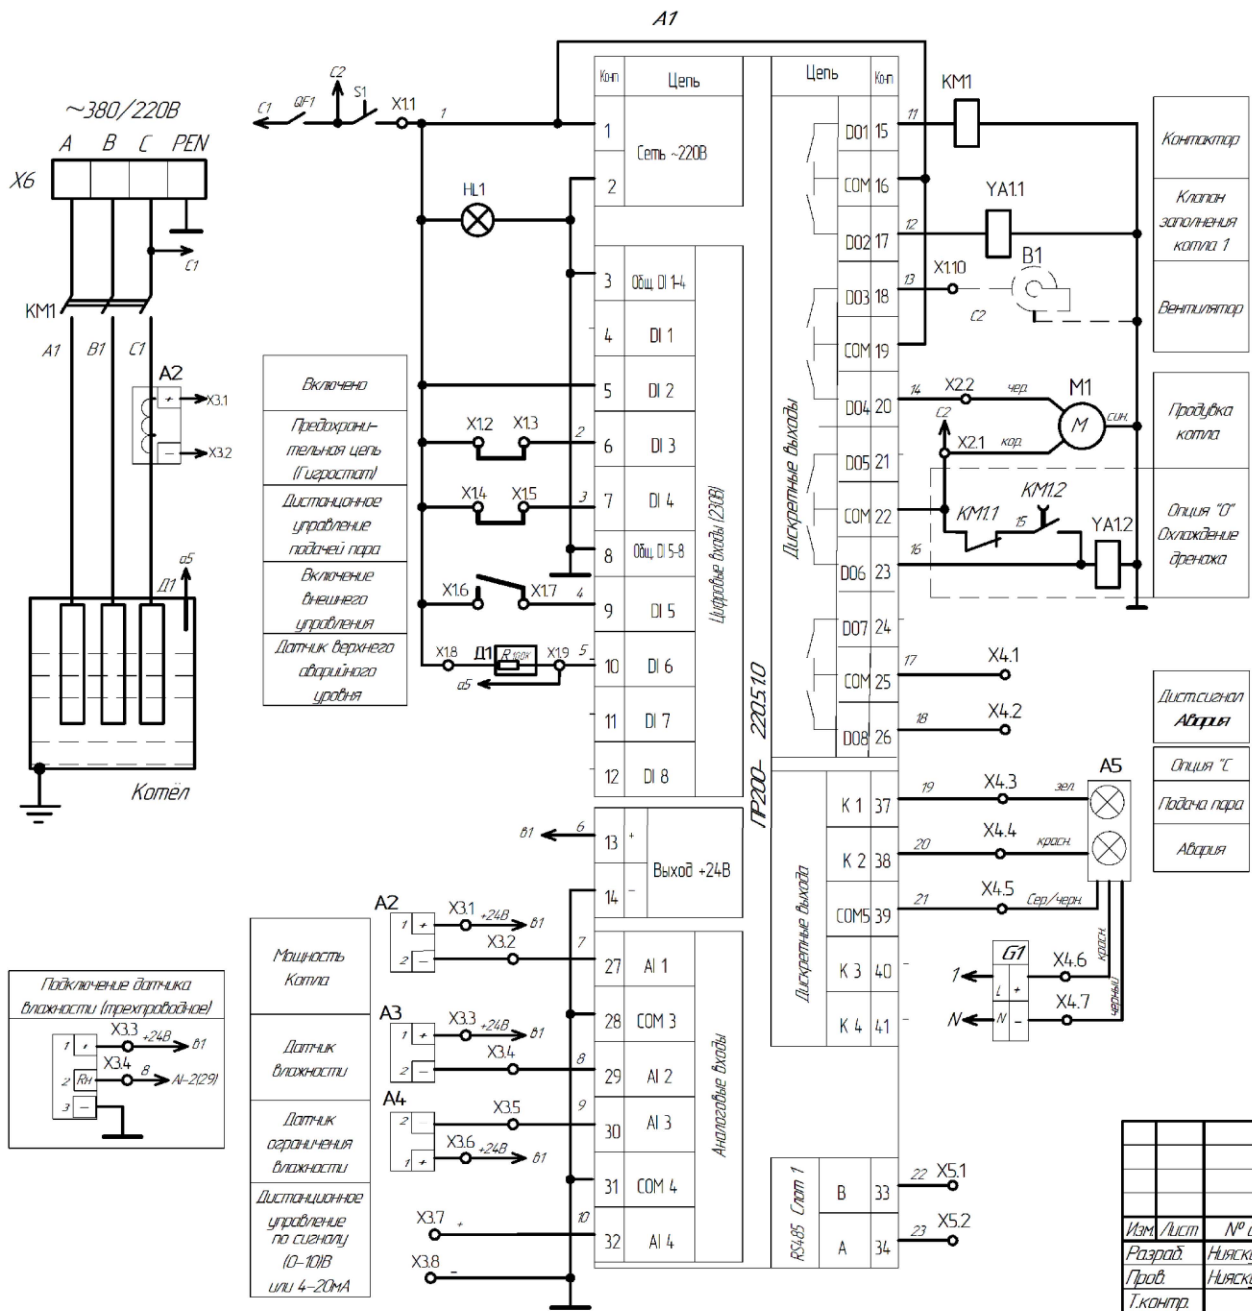 A1
~380/220В
A B C PEN
X6
C1
KM1
A1 B1 C1
A2
+ X3.1
− X3.2
Д1
а5
Котёл
C1
QF1
C2
S1
X1.1
1
HL1
Включено
Предохрани-
тельная цепь
(Гигростат)
Дистанционное
управление
подачей пара
Включение
внешнего
управления
Датчик верхнего
аварийного
уровня
X1.2 X1.3 2
X1.4 X1.5 3
X1.6 X1.7 4
X1.8 Д1 R 100К X1.9 5
а5
Кон-т Цепь
1
2
Сеть ~220В
3 Общ. DI 1-4
4 DI 1
5 DI 2
6 DI 3
7 DI 4
8 Общ. DI 5-8
9 DI 5
10 DI 6
11 DI 7
12 DI 8
Цифровые входы (230В)
в1 6
13 +
14 −
Выход +24В
27 AI 1
28 COM 3
29 AI 2
30 AI 3
31 COM 4
32 AI 4
Аналоговые входы
ПР200- 220.5.1.0
Мощность
Котла
Датчик
влажности
Датчик
ограничения
влажности
Дистанционное
управление
по сигналу
(0-10)В
или 4-20мА
A2
1 + X3.1 +24В в1
2 − X3.2 7
A3
1 + X3.3 +24В в1
2 − X3.4 8
A4
2 − X3.5 9
1 + X3.6 +24В в1
X3.7 + 10
X3.8 −
Подключение датчика
влажности (трехпроводное)
1 + X3.3 +24В в1
2 Rн X3.4 8 AI-2(29)
3 −
Цепь Кон-т
DO1 15
COM 16
DO2 17
DO3 18
COM 19
DO4 20
DO5 21
COM 22
DO6 23
DO7 24
COM 25
DO8 26
Дискретные выходы
K 1 37
K 2 38
COM5 39
K 3 40
K 4 41
Дискретные выхода
RS485 Слот 1
B 33
A 34
11 KM1
12 YA1.1
13 X1.10 B1
C2
14 X2.2 чер. M1
M
син.
C2
X2.1 кор.
KM1.1 15 KM1.2
16 YA1.2
17 X4.1
18 X4.2
19 X4.3 зел. A5
20 X4.4 красн.
21 X4.5 Сер/черн.
1 L + X4.6 красн.
G1
N N − X4.7 черный
22 X5.1
23 X5.2
Контактор
Клапан
заполнения
котла 1
Вентилятор
Продувка
котла
Опция "О"
Охлаждение
дренажа
Дист.сигнал
Авария
Опция "С
Подача пара
Авария
Изм. Лист № 
Разраб.
Пров.
Т.контр.